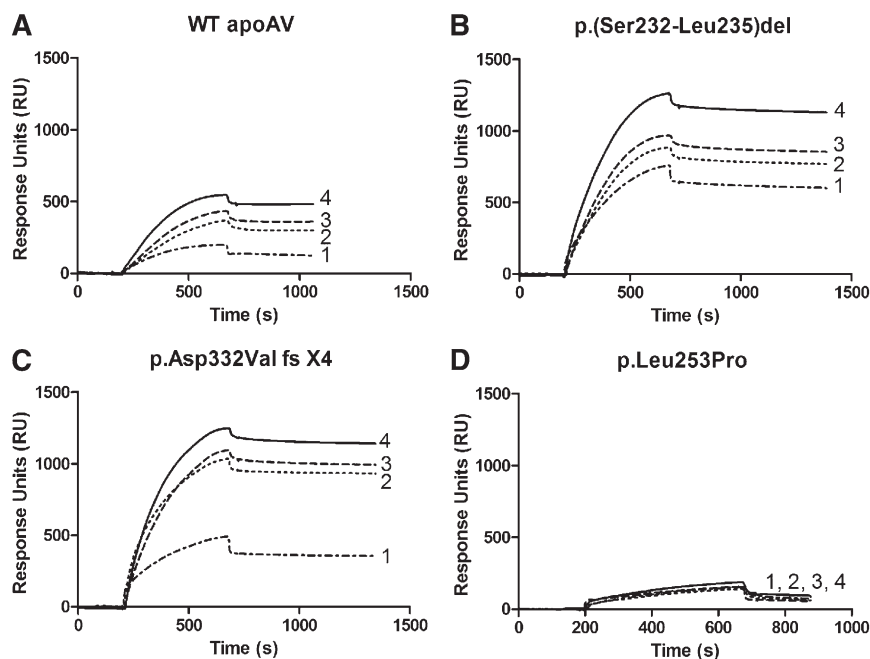 A
WT apoAV
Response Units (RU)
1500
1000
500
0
4
3
2
1
0 500 1000 1500
Time (s)
B
p.(Ser232-Leu235)del
Response Units (RU)
1500
1000
500
0
4
3
2
1
0 500 1000 1500
Time (s)
C
p.Asp332Val fs X4
Response Units (RU)
1500
1000
500
0
4
3
2
1
0 500 1000 1500
Time (s)
D
p.Leu253Pro
Response Units (RU)
1500
1000
500
0
1, 2, 3, 4
0 200 400 600 800 1000
Time (s)